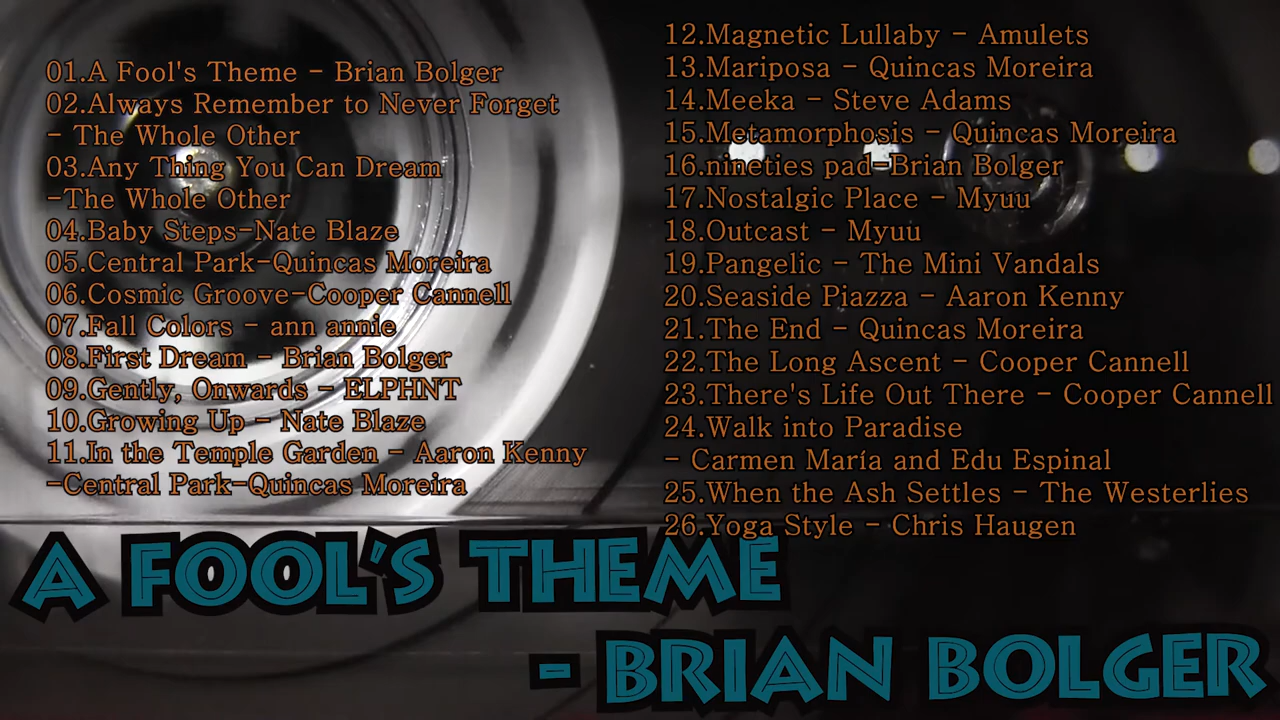 01.A Fool's Theme - Brian Bolger
02.Always Remember to Never Forget
- The Whole Other
03.Any Thing You Can Dream
-The Whole Other
04.Baby Steps-Nate Blaze
05.Central Park-Quincas Moreira
06.Cosmic Groove-Cooper Cannell
07.Fall Colors - ann annie
08.First Dream - Brian Bolger
09.Gently, Onwards - ELPHNT
10.Growing Up - Nate Blaze
11.In the Temple Garden - Aaron Kenny
-Central Park-Quincas Moreira
12.Magnetic Lullaby - Amulets
13.Mariposa - Quincas Moreira
14.Meeka - Steve Adams
15.Metamorphosis - Quincas Moreira
16.nineties pad-Brian Bolger
17.Nostalgic Place - Myuu
18.Outcast - Myuu
19.Pangelic - The Mini Vandals
20.Seaside Piazza - Aaron Kenny
21.The End - Quincas Moreira
22.The Long Ascent - Cooper Cannell
23.There's Life Out There - Cooper Cannell
24.Walk into Paradise
- Carmen María and Edu Espinal
25.When the Ash Settles - The Westerlies
26.Yoga Style - Chris Haugen
A FOOL'S THEME
- BRIAN BOLGER